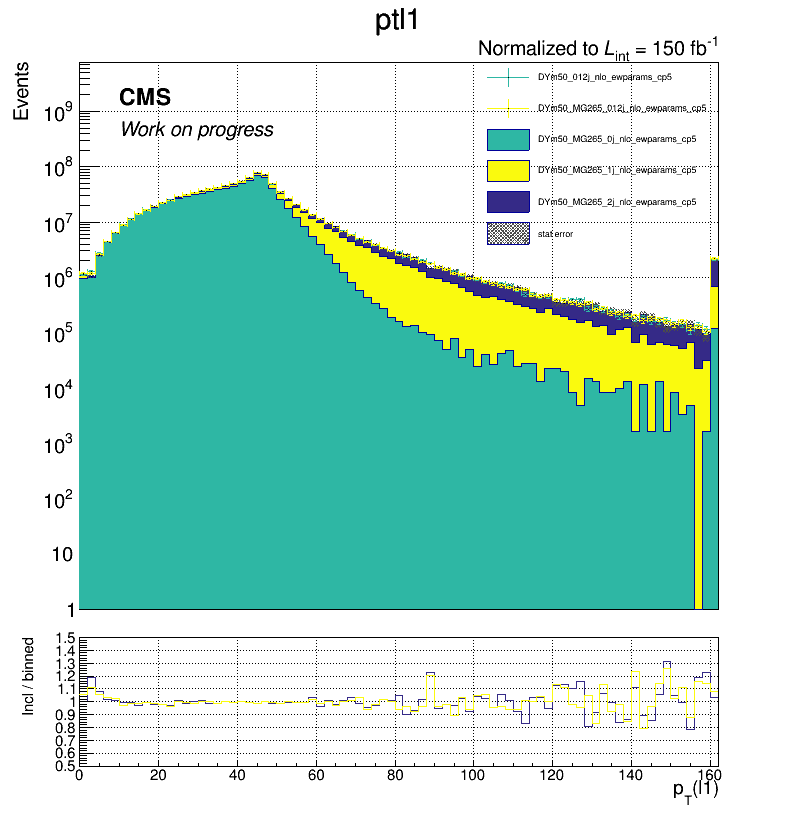 ptl1
Normalized to L_int = 150 fb^-1
Events
CMS
Work on progress
DYm50_012j_nlo_ewparams_cp5
DYm50_MG265_012j_nlo_ewparams_cp5
DYm50_MG265_0j_nlo_ewparams_cp5
DYm50_MG265_1j_nlo_ewparams_cp5
DYm50_MG265_2j_nlo_ewparams_cp5
stat error
10^9
10^8
10^7
10^6
10^5
10^4
10^3
10^2
10
1
Incl / binned
1.5
1.4
1.3
1.2
1.1
1
0.9
0.8
0.7
0.6
0.5
0 20 40 60 80 100 120 140 160
p_T(l1)